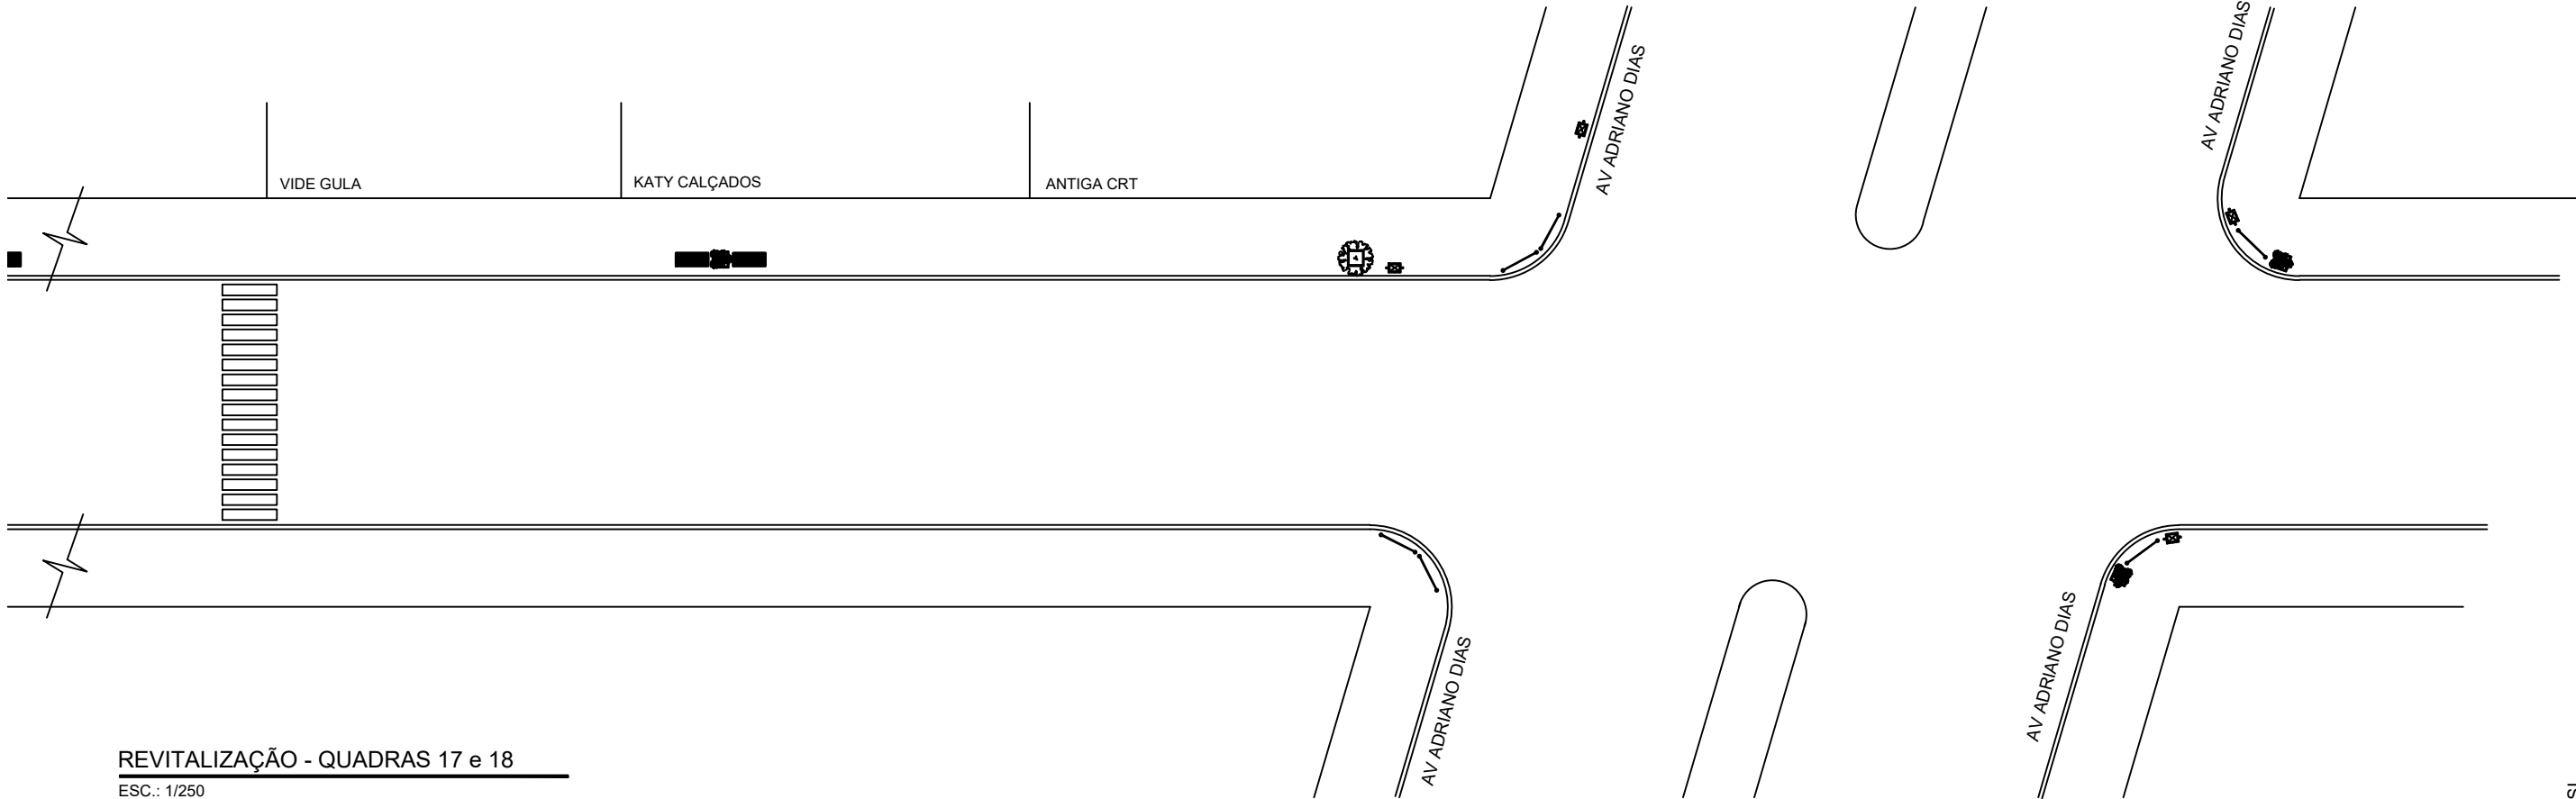 AV ADRIANO DIAS
AV ADRIANO DIAS
VIDE GULA
KATY CALÇADOS
ANTIGA CRT
AV ADRIANO DIAS
AV ADRIANO DIAS
REVITALIZAÇÃO - QUADRAS 17 e 18
ESC.: 1/250